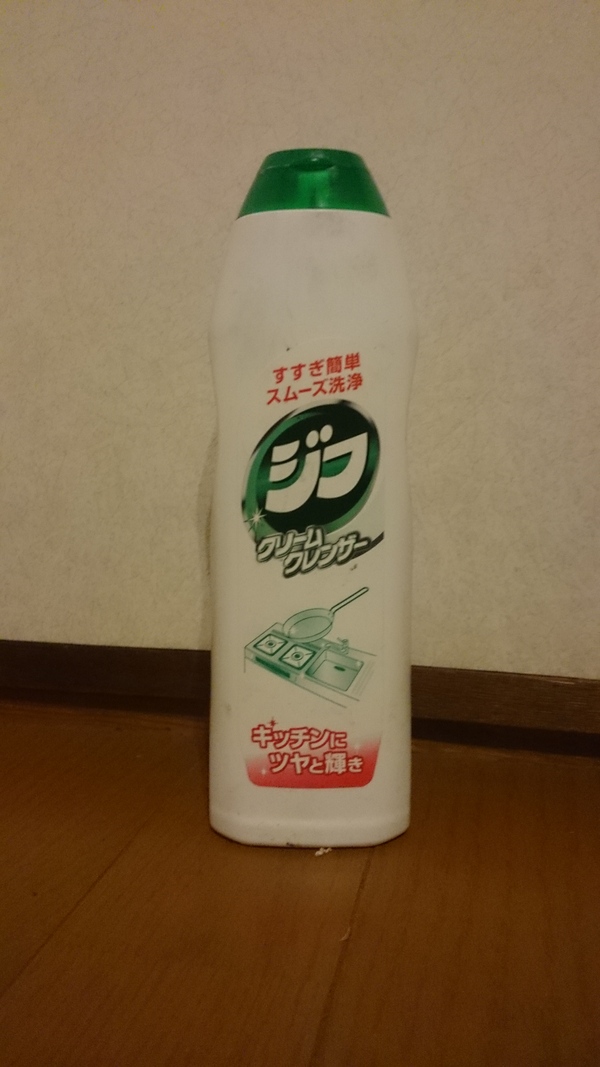 すすぎ簡単
スムーズ洗浄
ジフ
クリーム
クレンザー
キッチンに
ツヤと輝き